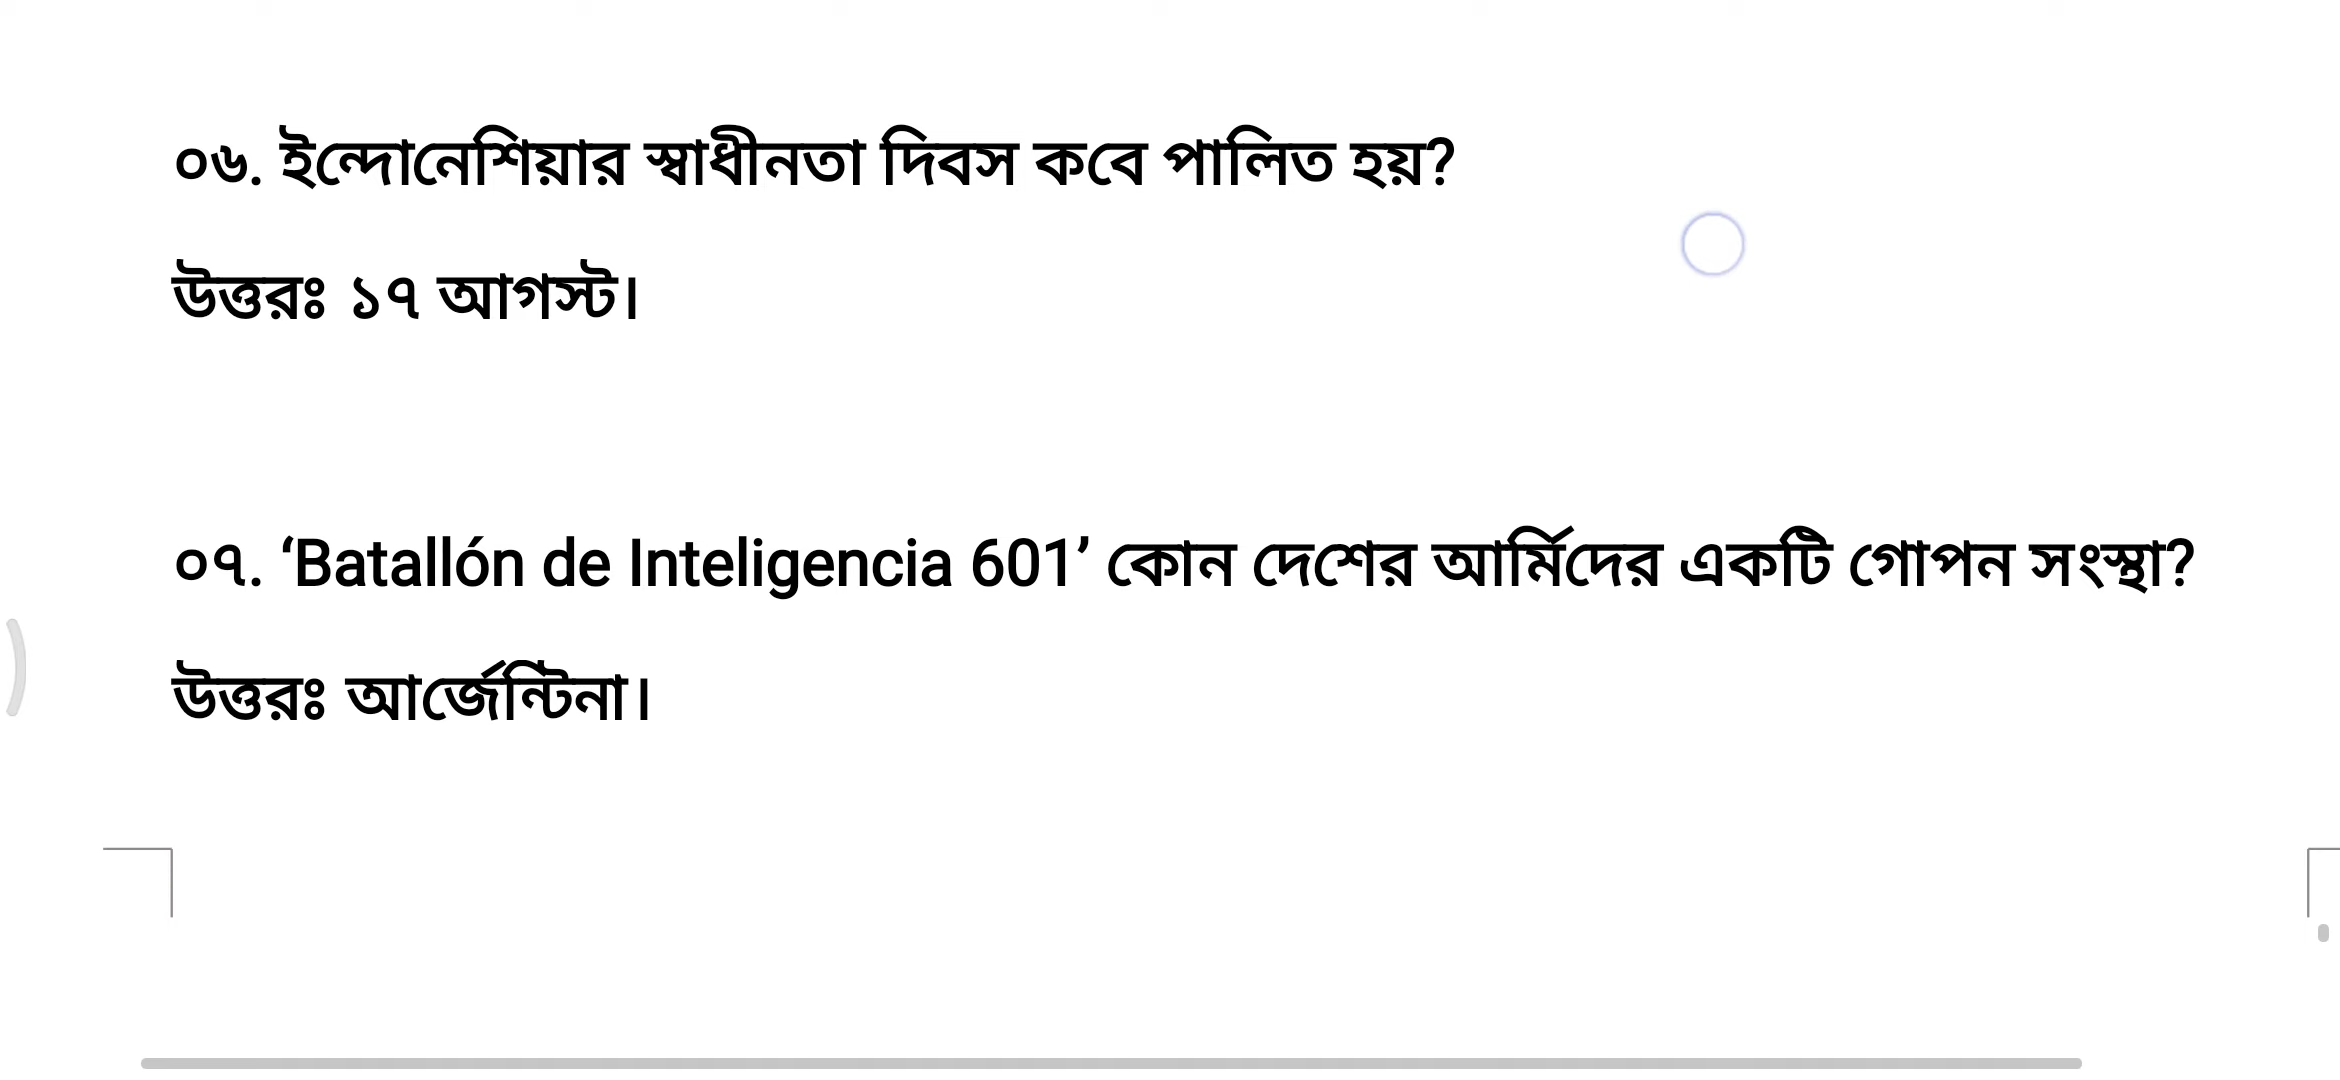 ০৬. ইন্দোনেশিয়ার স্বাধীনতা দিবস কবে পালিত হয়?
উত্তরঃ ১৭ আগস্ট।
০৭. ‘Batallón de Inteligencia 601’ কোন দেশের আর্মিদের একটি গোপন সংস্থা?
উত্তরঃ আর্জেন্টিনা।